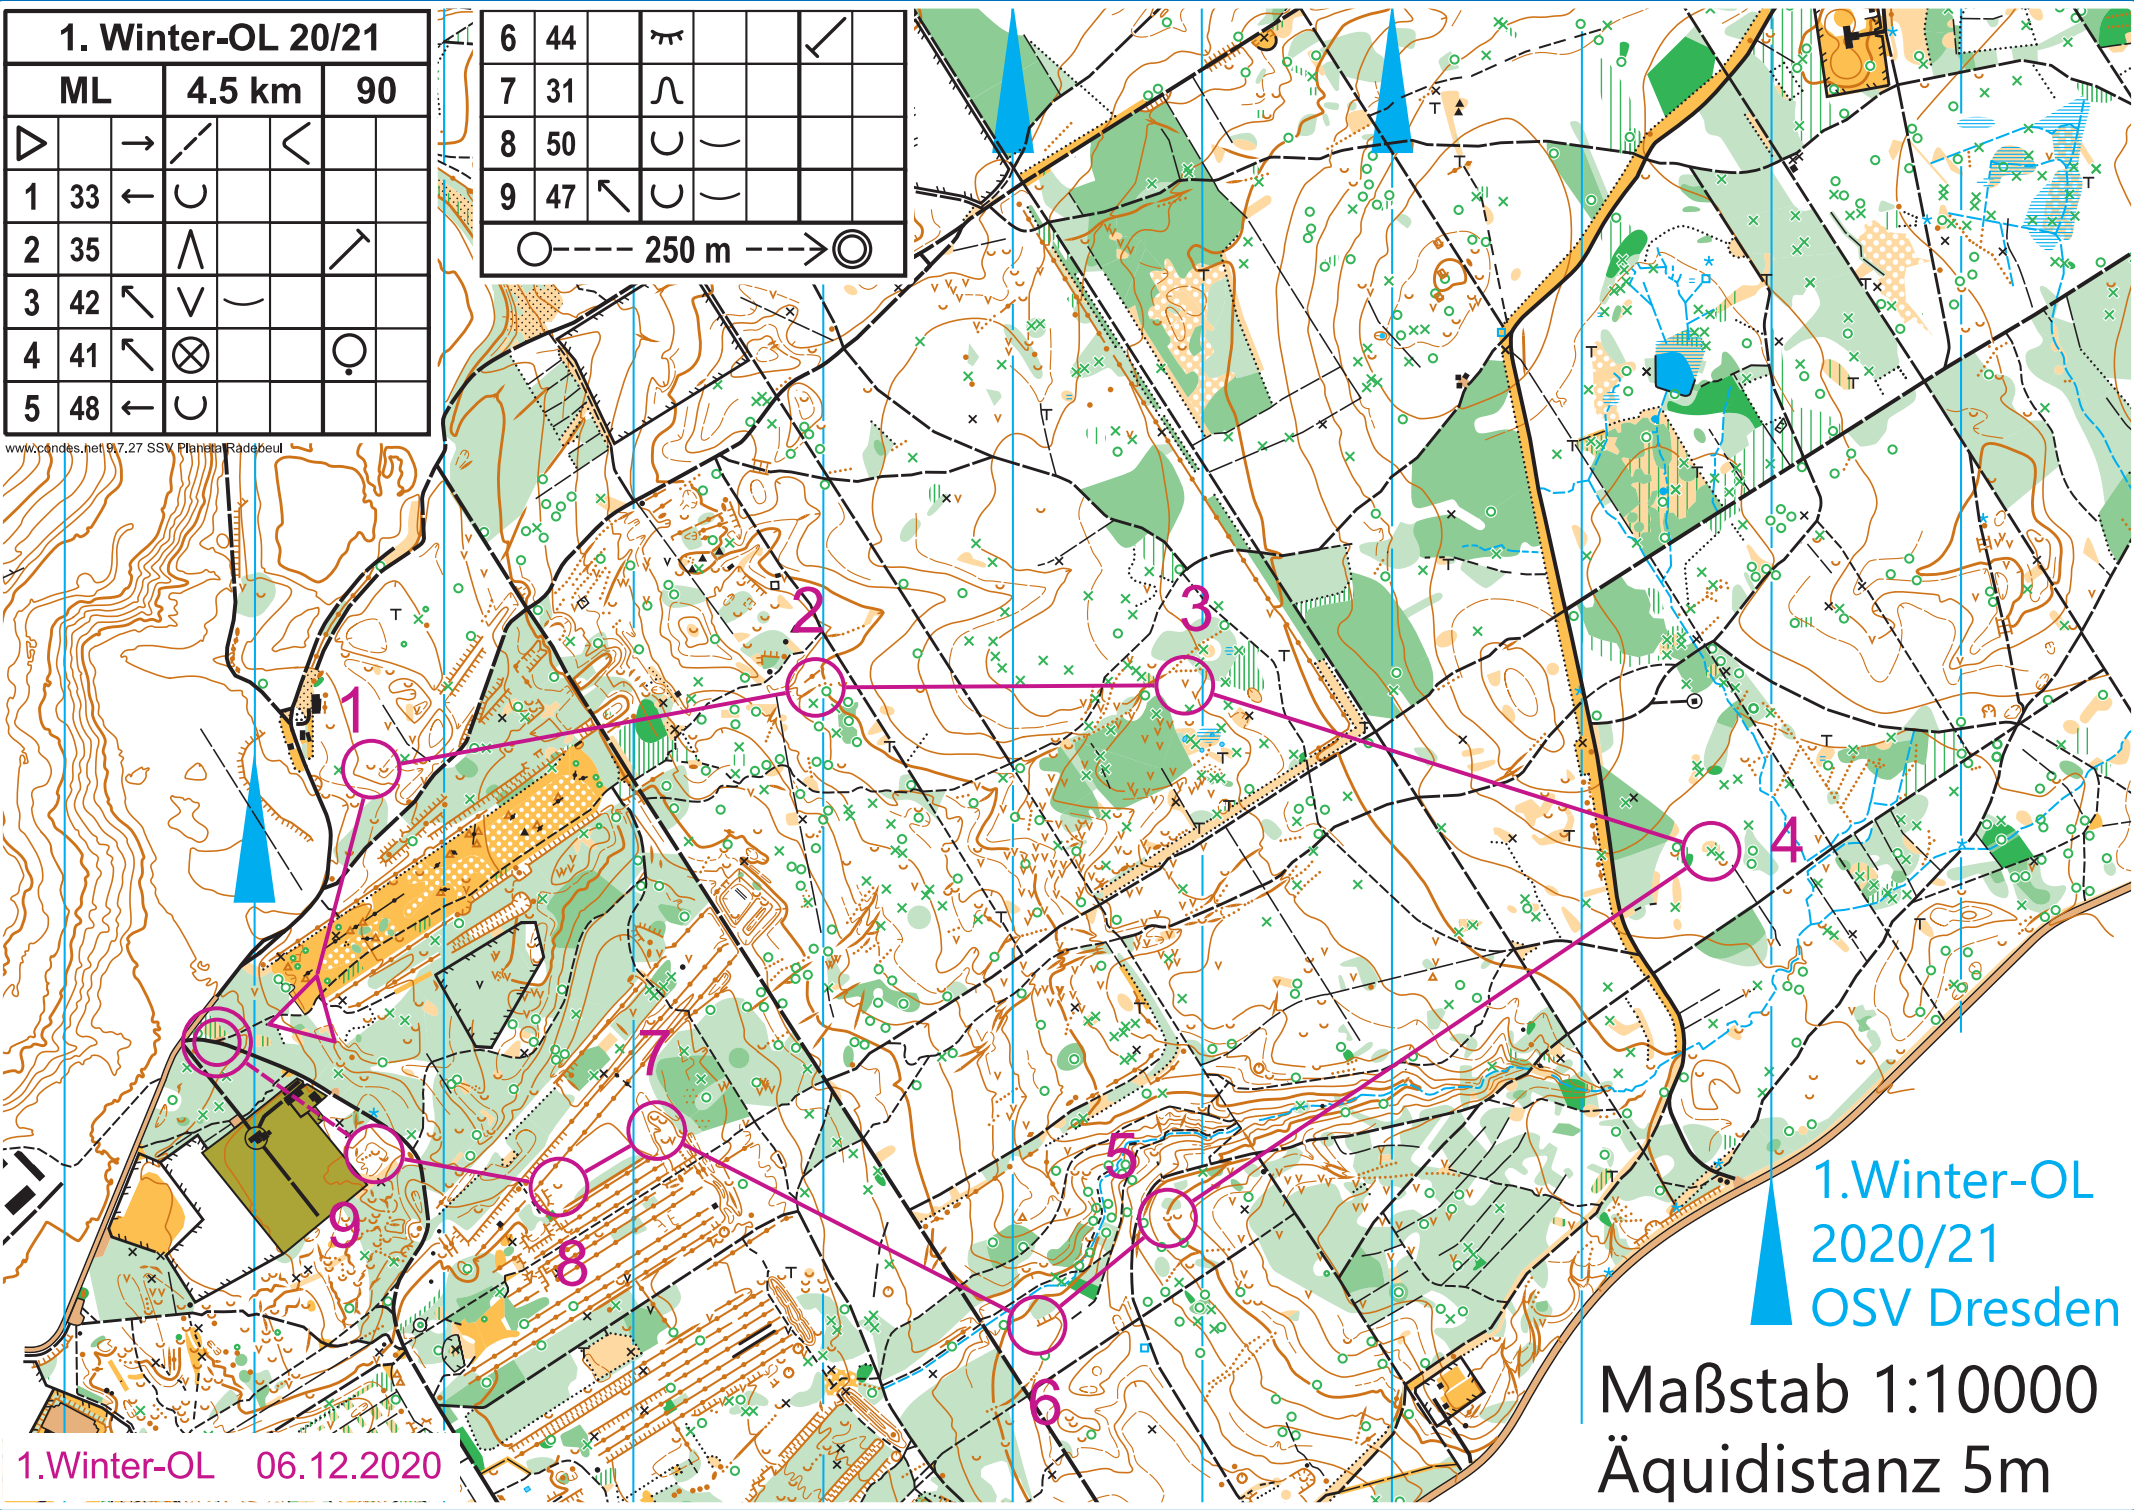 1. Winter-OL 20/21
ML 4.5 km 90
1 33
2 35
3 42
4 41
5 48
6 44
7 31
8 50
9 47
250 m
www.condes.net 9.7.27 SSV Planeta Radebeul
1
2
3
4
5
6
7
8
9
1.Winter-OL
2020/21
OSV Dresden
Maßstab 1:10000
Äquidistanz 5m
1.Winter-OL 06.12.2020